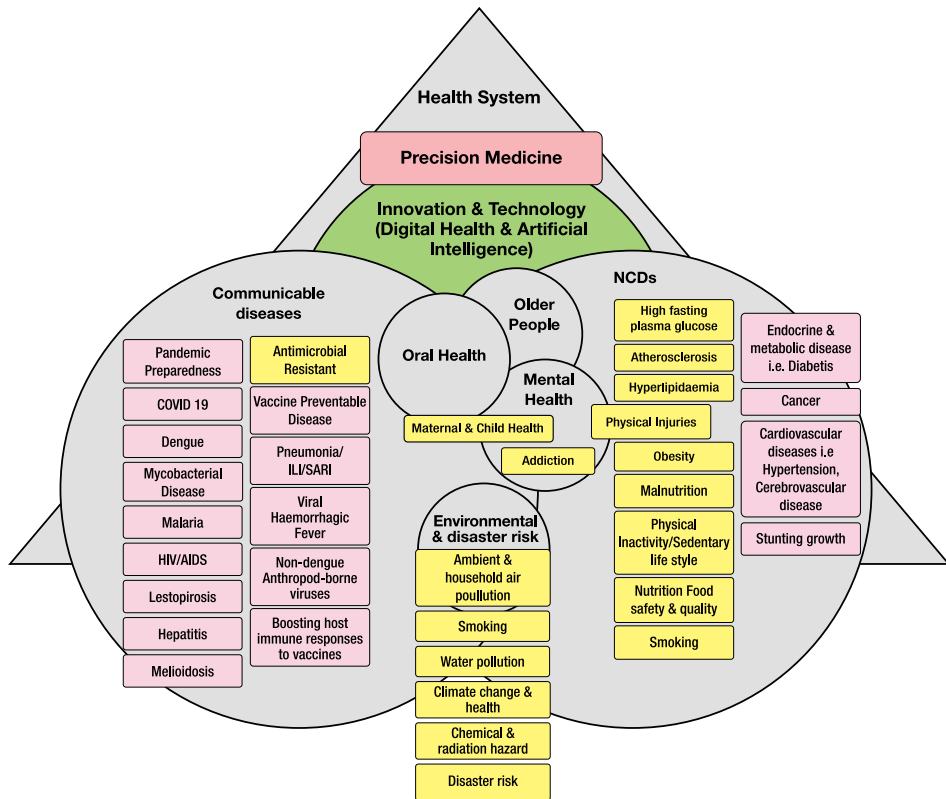 Health System
Precision Medicine
Innovation & Technology
(Digital Health & Artificial
Intelligence)
Communicable
diseases
Pandemic
Preparedness
COVID 19
Dengue
Mycobacterial
Disease
Malaria
HIV/AIDS
Lestopirosis
Hepatitis
Melioidosis
Antimicrobial
Resistant
Vaccine Preventable
Disease
Pneumonia/
ILI/SARI
Viral
Haemorrhagic
Fever
Non-dengue
Anthropod-borne
viruses
Boosting host
immune responses
to vaccines
Oral Health
Older
People
Mental
Health
Maternal & Child Health
Addiction
Environmental
& disaster risk
Ambient &
household air
poullution
Smoking
Water pollution
Climate change &
health
Chemical &
radiation hazard
Disaster risk
NCDs
High fasting
plasma glucose
Atherosclerosis
Hyperlipidaemia
Physical Injuries
Obesity
Malnutrition
Physical
Inactivity/Sedentary
life style
Nutrition Food
safety & quality
Smoking
Endocrine &
metabolic disease
i.e. Diabetis
Cancer
Cardiovascular
diseases i.e
Hypertension,
Cerebrovascular
disease
Stunting growth